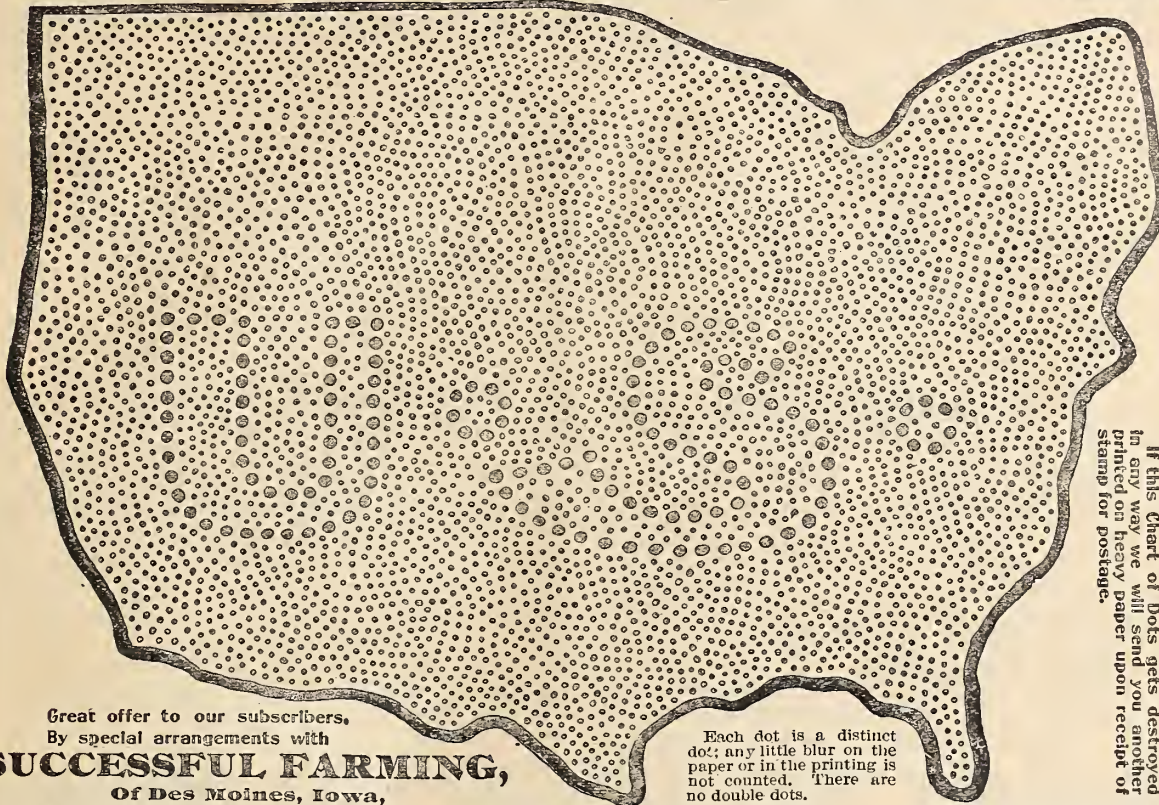 U. S.
Great offer to our subscribers.
By special arrangements with
SUCCESSFUL FARMING,
Of Des Moines, Iowa,
Each dot is a distinct
dot; any little blur on the
paper or in the printing is
not counted. There are
no double dots.
If this Chart of Dots gets destroyed
in any way we will send you another
printed on heavy paper upon receipt of
stamp for postage.